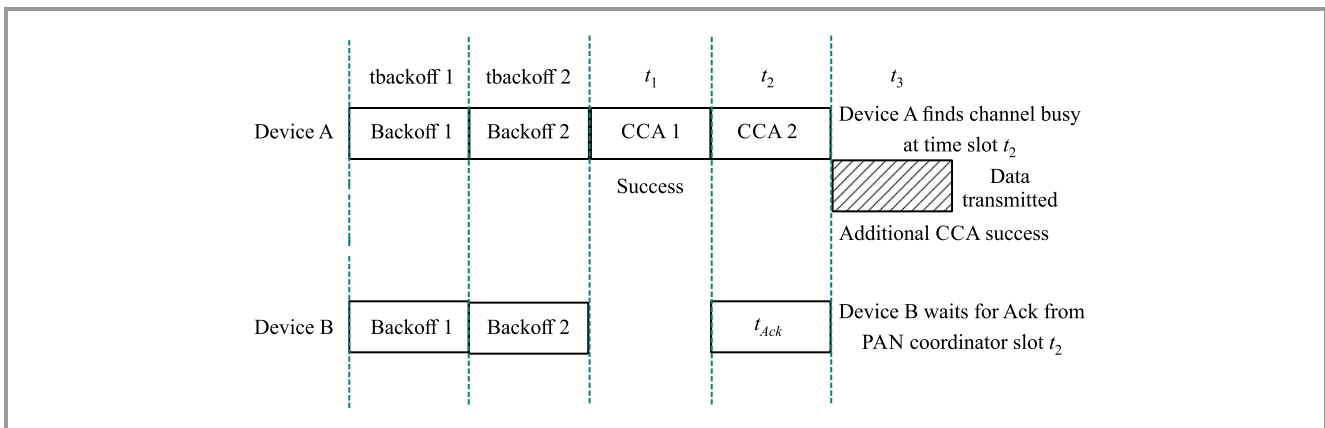 tbackoff 1 tbackoff 2 t1 t2 t3
Device A Backoff 1 Backoff 2 CCA 1 CCA 2 Device A finds channel busy
at time slot t2
Success
Data
transmitted
Additional CCA success
Device B Backoff 1 Backoff 2 tAck Device B waits for Ack from
PAN coordinator slot t2